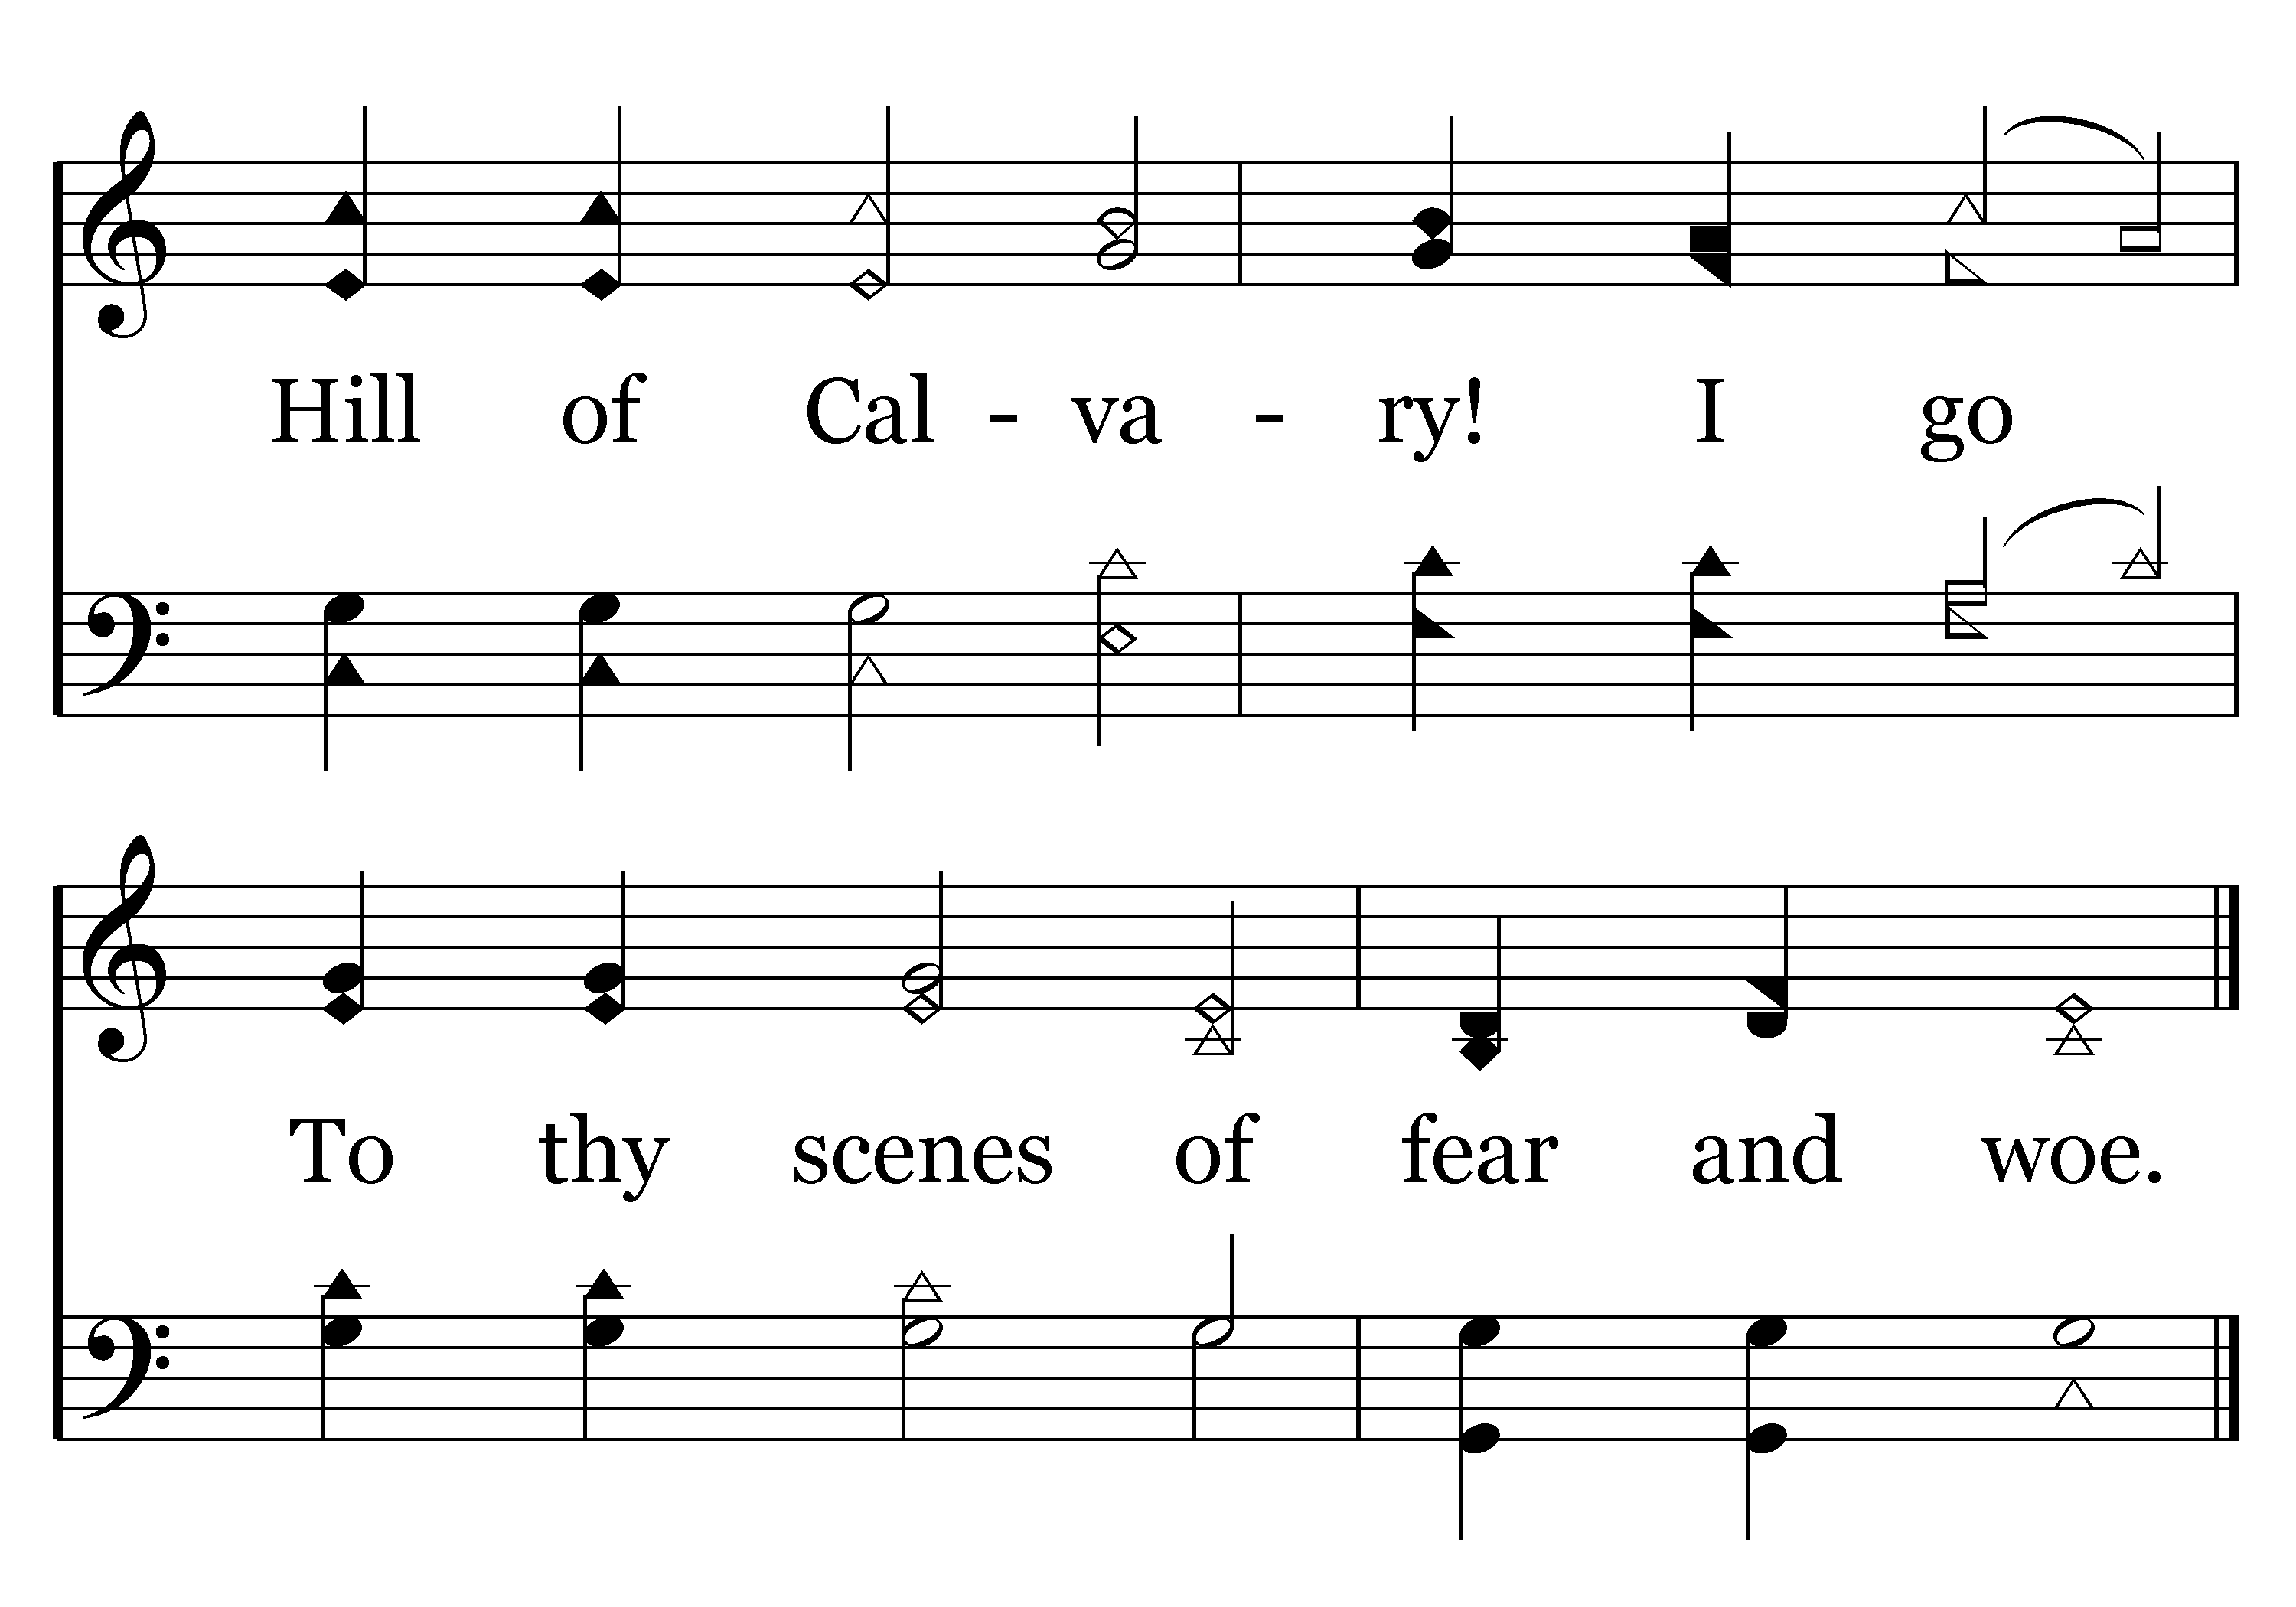 Hill of Cal - va - ry! I go
To thy scenes of fear and woe.